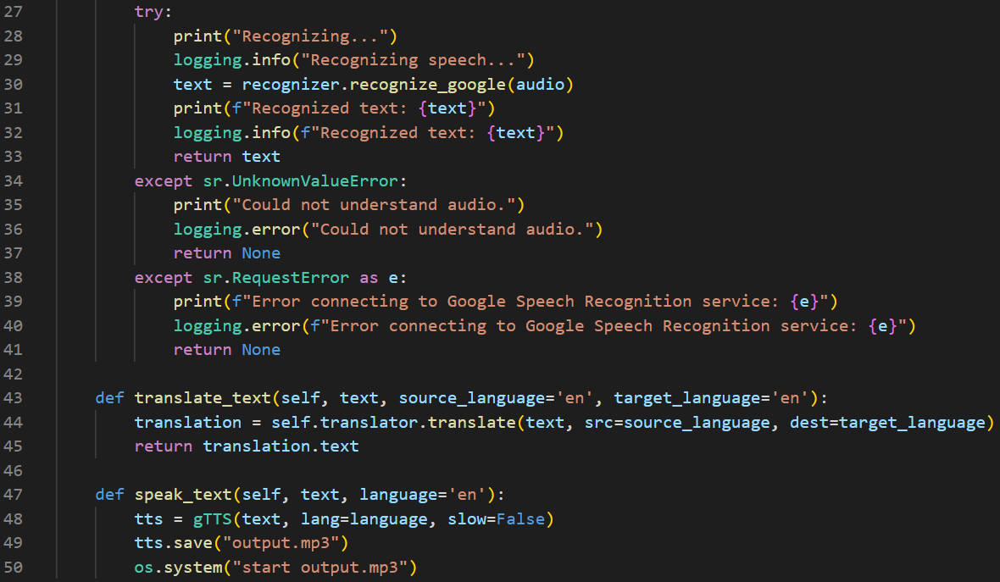 27 try:
28 print("Recognizing...")
29 logging.info("Recognizing speech...")
30 text = recognizer.recognize_google(audio)
31 print(f"Recognized text: {text}")
32 logging.info(f"Recognized text: {text}")
33 return text
34 except sr.UnknownValueError:
35 print("Could not understand audio.")
36 logging.error("Could not understand audio.")
37 return None
38 except sr.RequestError as e:
39 print(f"Error connecting to Google Speech Recognition service: {e}")
40 logging.error(f"Error connecting to Google Speech Recognition service: {e}")
41 return None
42
43 def translate_text(self, text, source_language='en', target_language='en'):
44 translation = self.translator.translate(text, src=source_language, dest=target_language)
45 return translation.text
46
47 def speak_text(self, text, language='en'):
48 tts = gTTS(text, lang=language, slow=False)
49 tts.save("output.mp3")
50 os.system("start output.mp3")